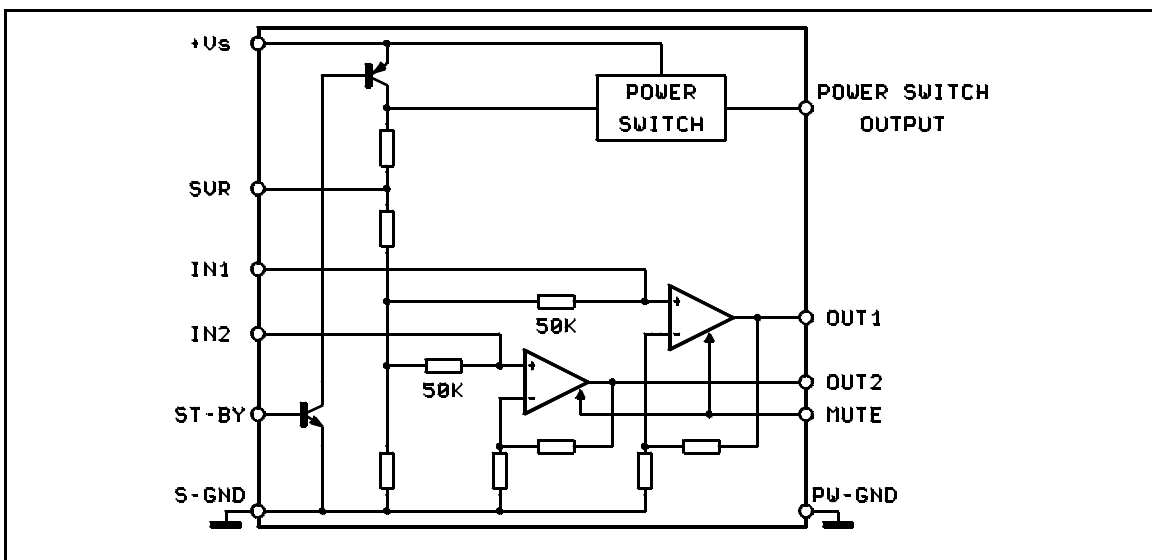 +Vs
POWER
SWITCH
POWER SWITCH
OUTPUT
SVR
IN1
+
50K
-
OUT1
IN2
+
50K
-
OUT2
ST-BY
MUTE
S-GND
PW-GND